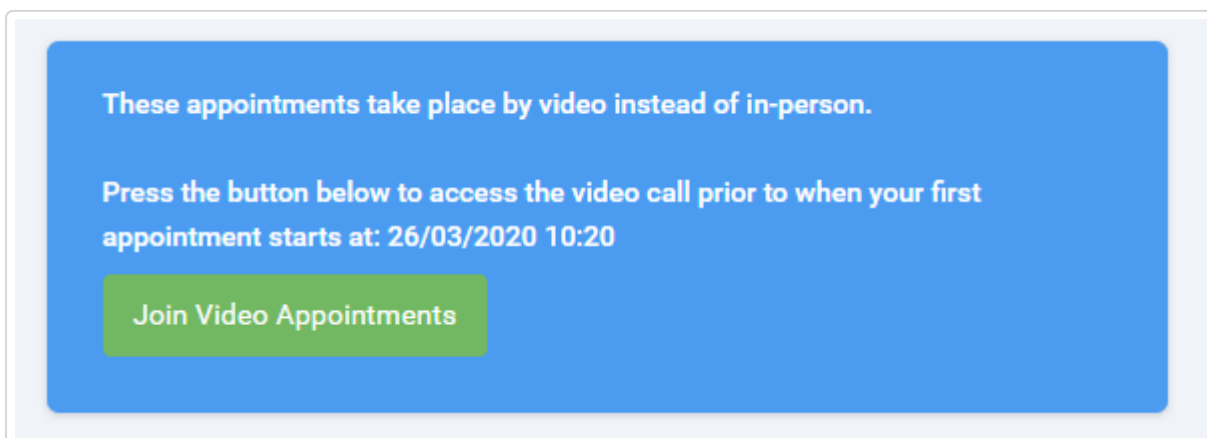 These appointments take place by video instead of in-person.
Press the button below to access the video call prior to when your first
appointment starts at: 26/03/2020 10:20
Join Video Appointments